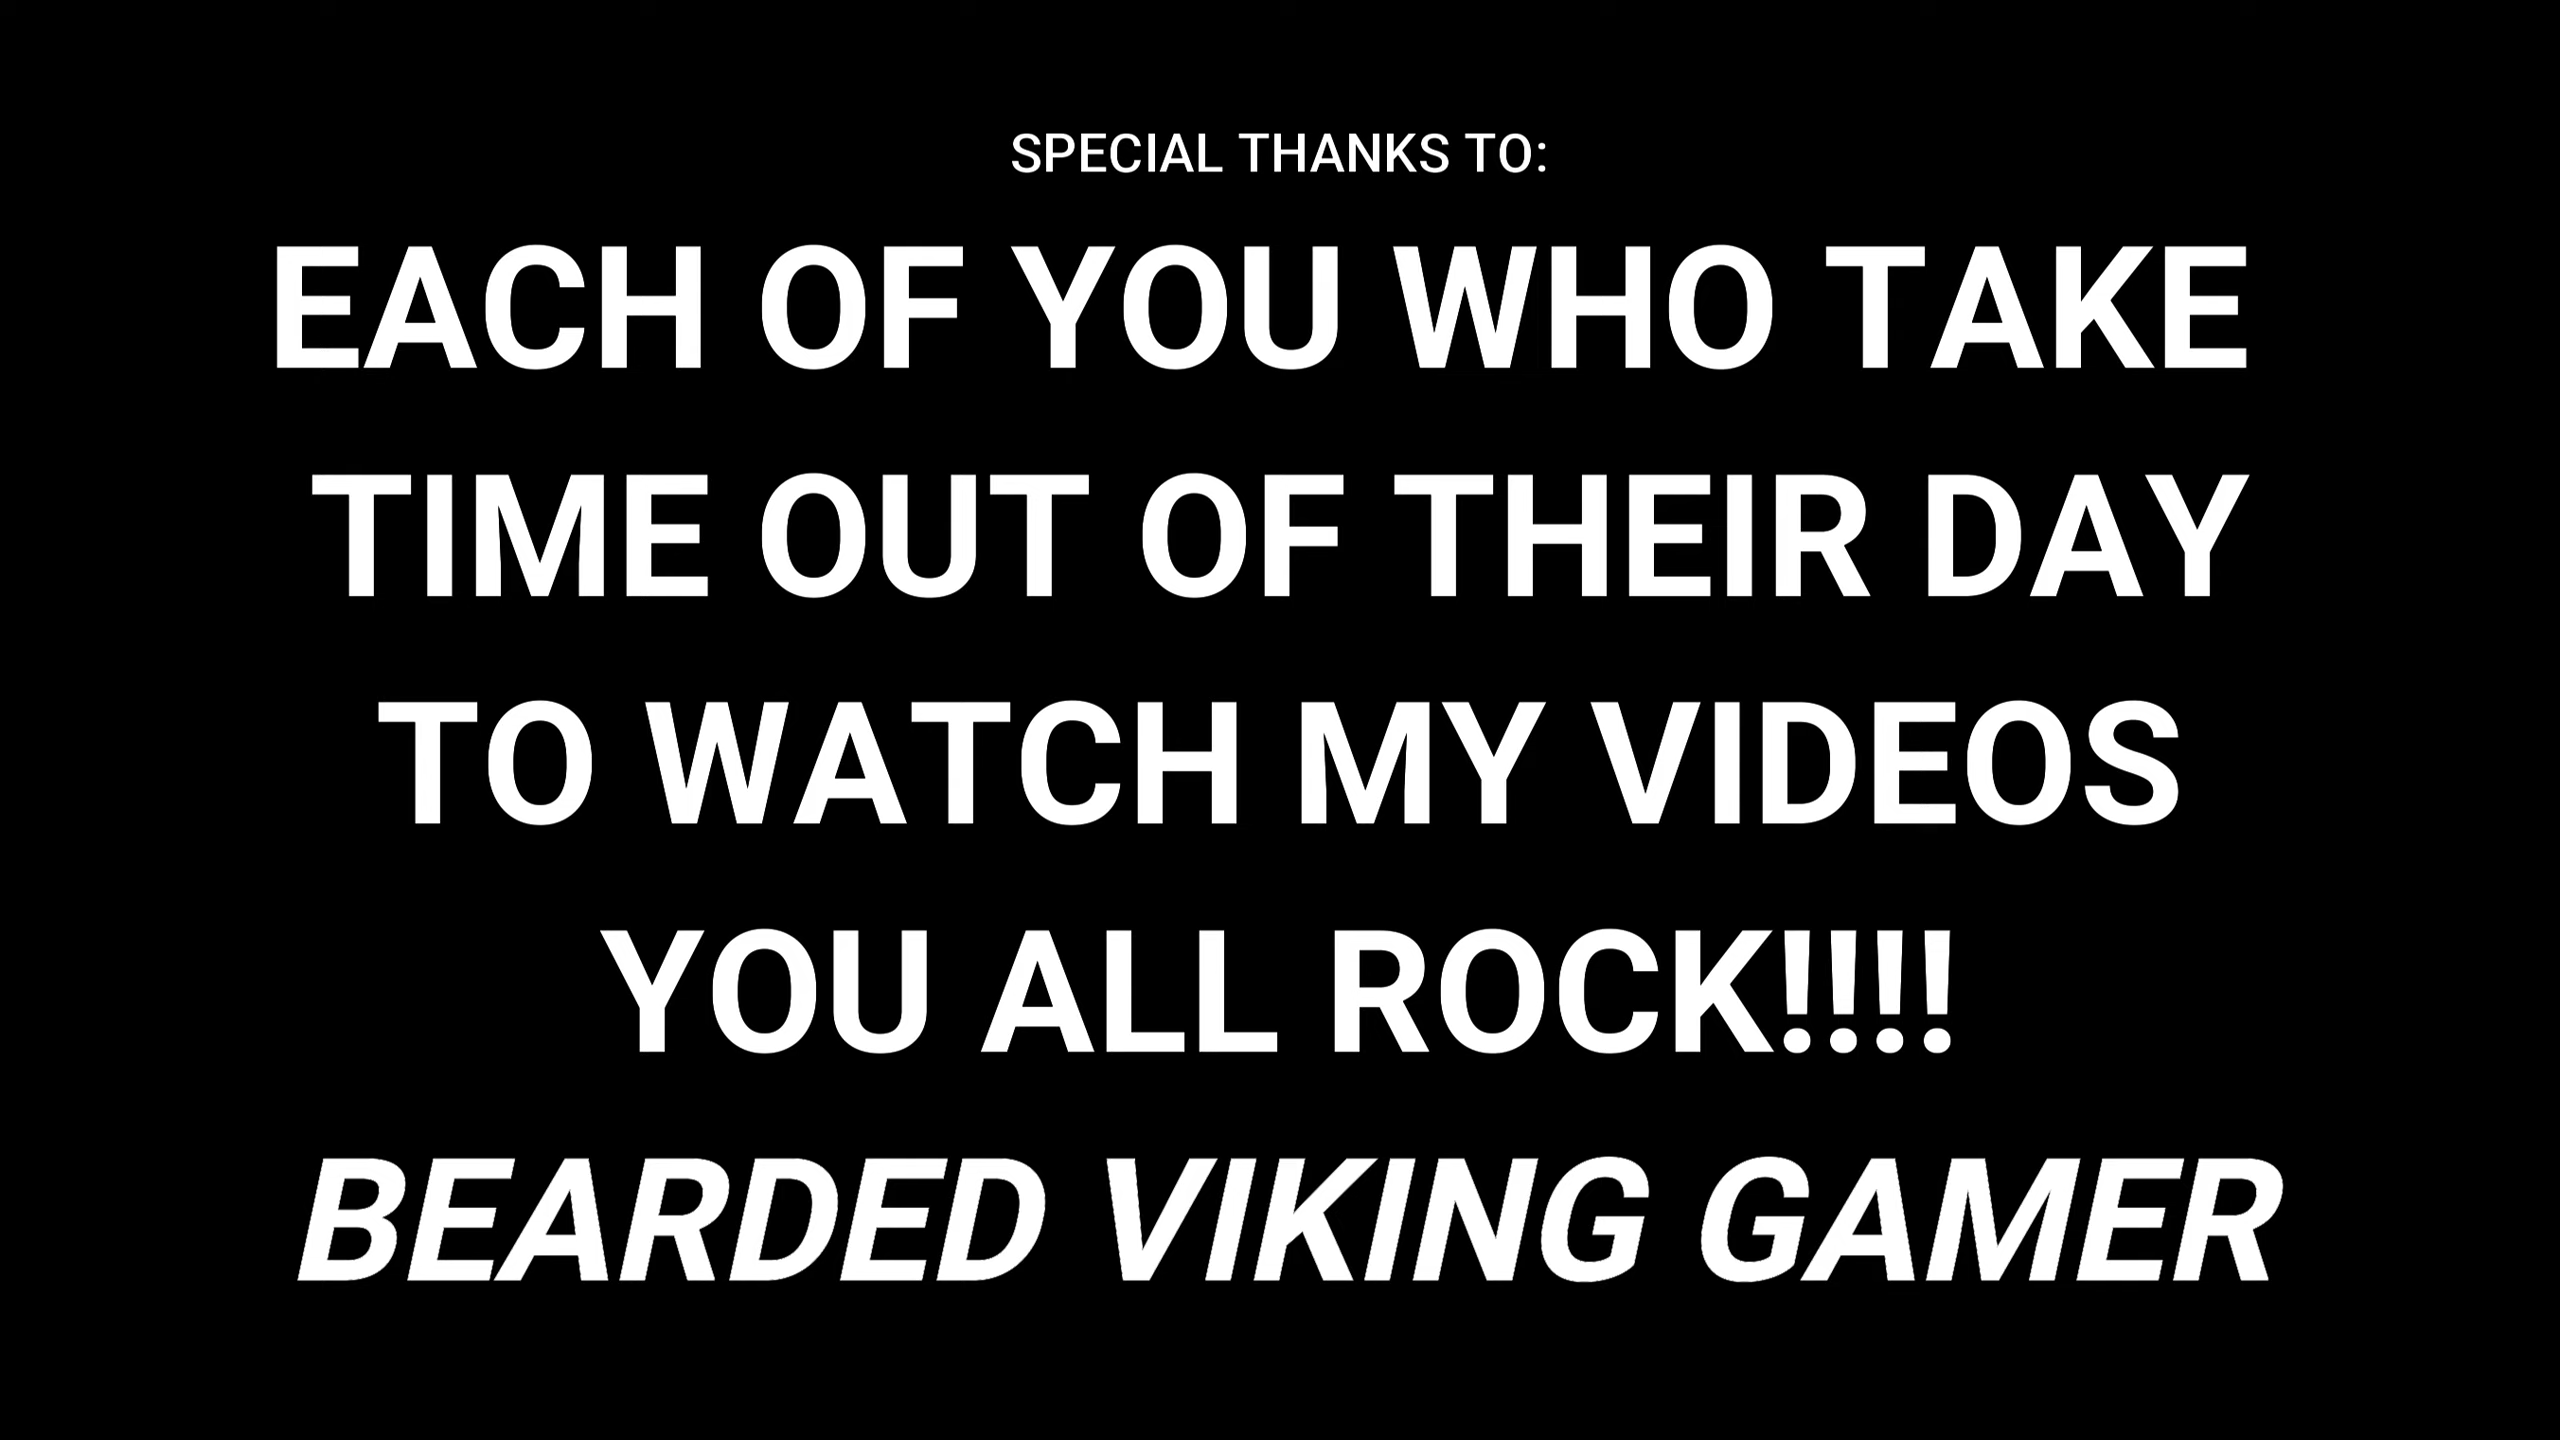 SPECIAL THANKS TO:
EACH OF YOU WHO TAKE
TIME OUT OF THEIR DAY
TO WATCH MY VIDEOS
YOU ALL ROCK!!!!
BEARDED VIKING GAMER